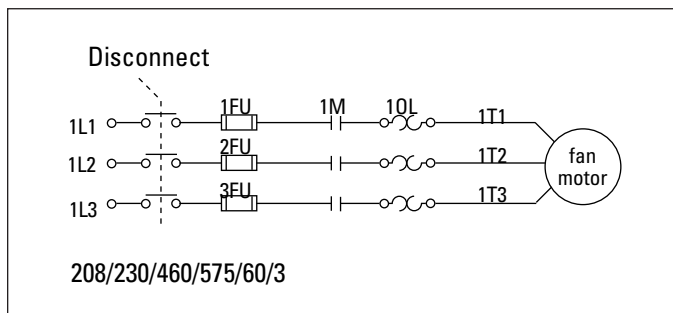 Disconnect
1FU 1M 1OL
1L1 1T1
2FU
1L2 1T2
fan
motor
3FU
1L3 1T3
208/230/460/575/60/3